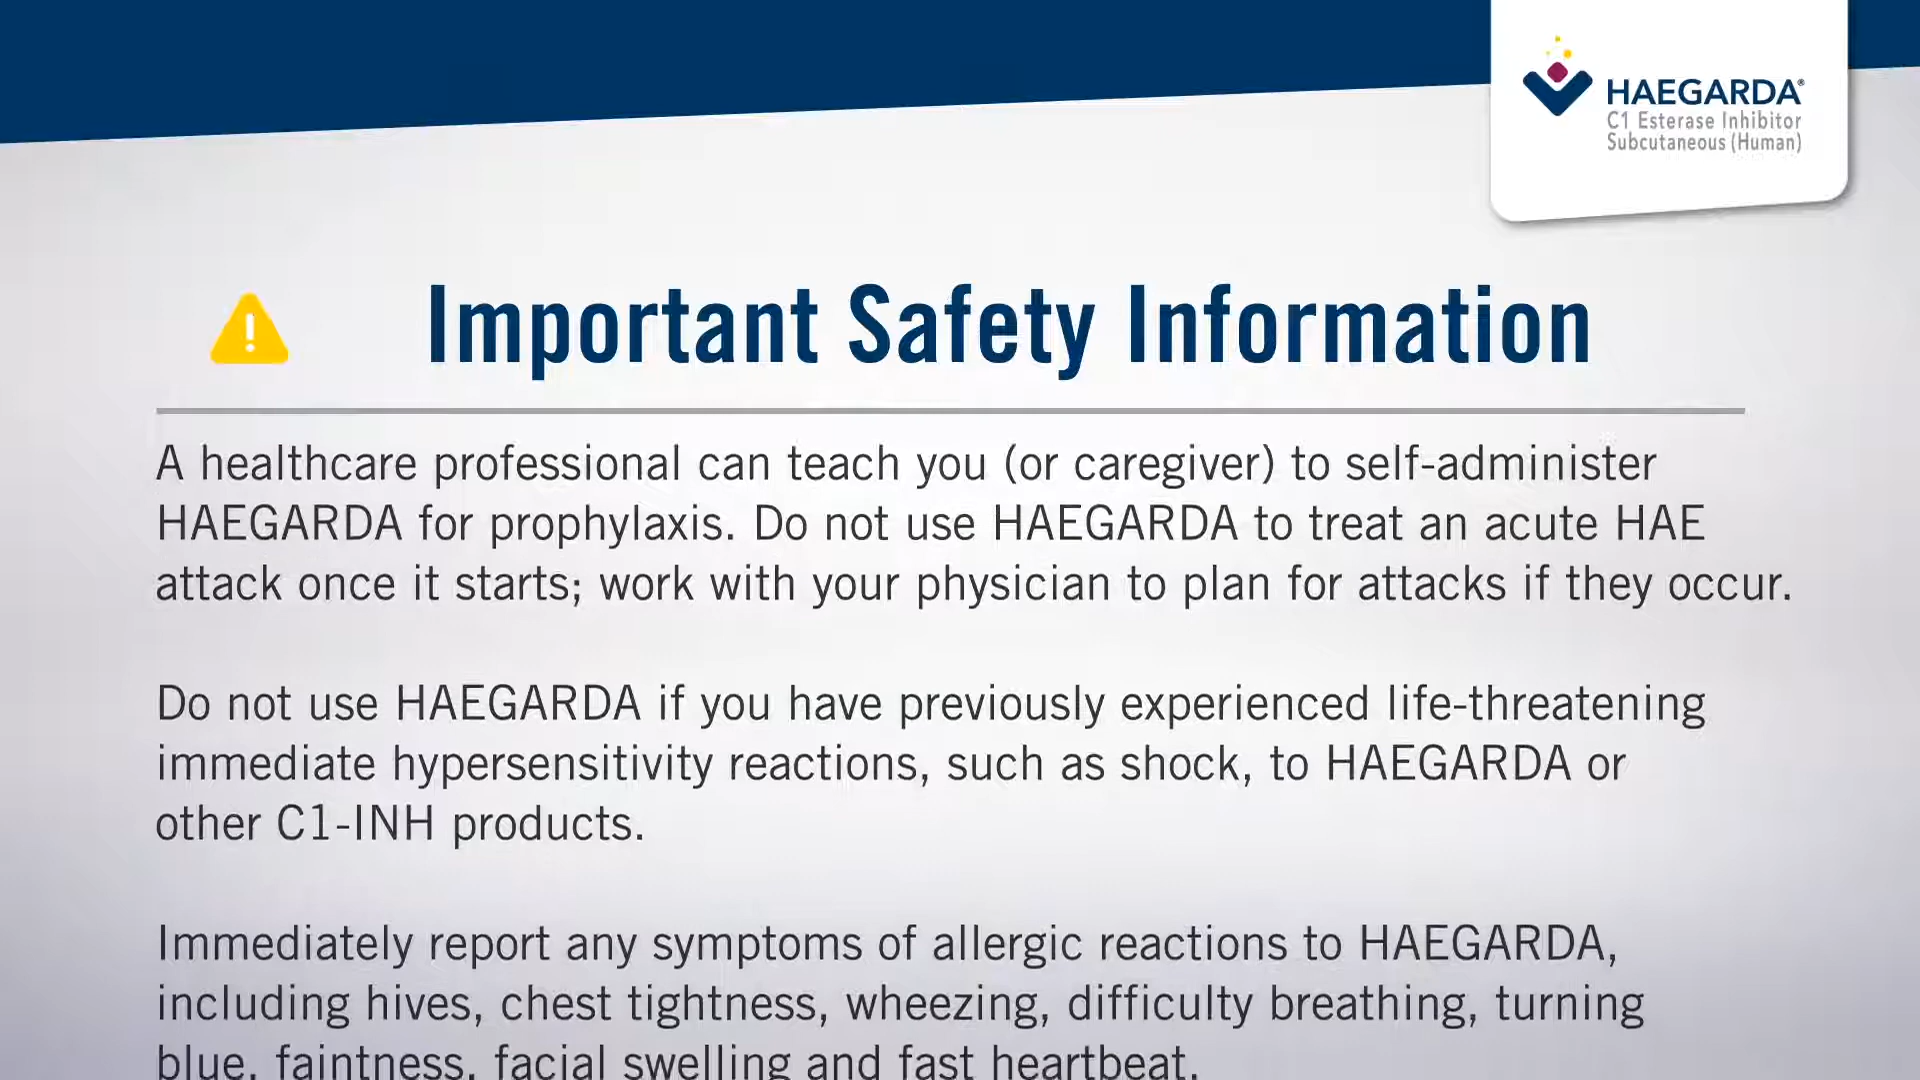 HAEGARDA®
C1 Esterase Inhibitor
Subcutaneous (Human)
Important Safety Information
A healthcare professional can teach you (or caregiver) to self-administer
HAEGARDA for prophylaxis. Do not use HAEGARDA to treat an acute HAE
attack once it starts; work with your physician to plan for attacks if they occur.
Do not use HAEGARDA if you have previously experienced life-threatening
immediate hypersensitivity reactions, such as shock, to HAEGARDA or
other C1-INH products.
Immediately report any symptoms of allergic reactions to HAEGARDA,
including hives, chest tightness, wheezing, difficulty breathing, turning
blue, faintness, facial swelling and fast heartbeat.